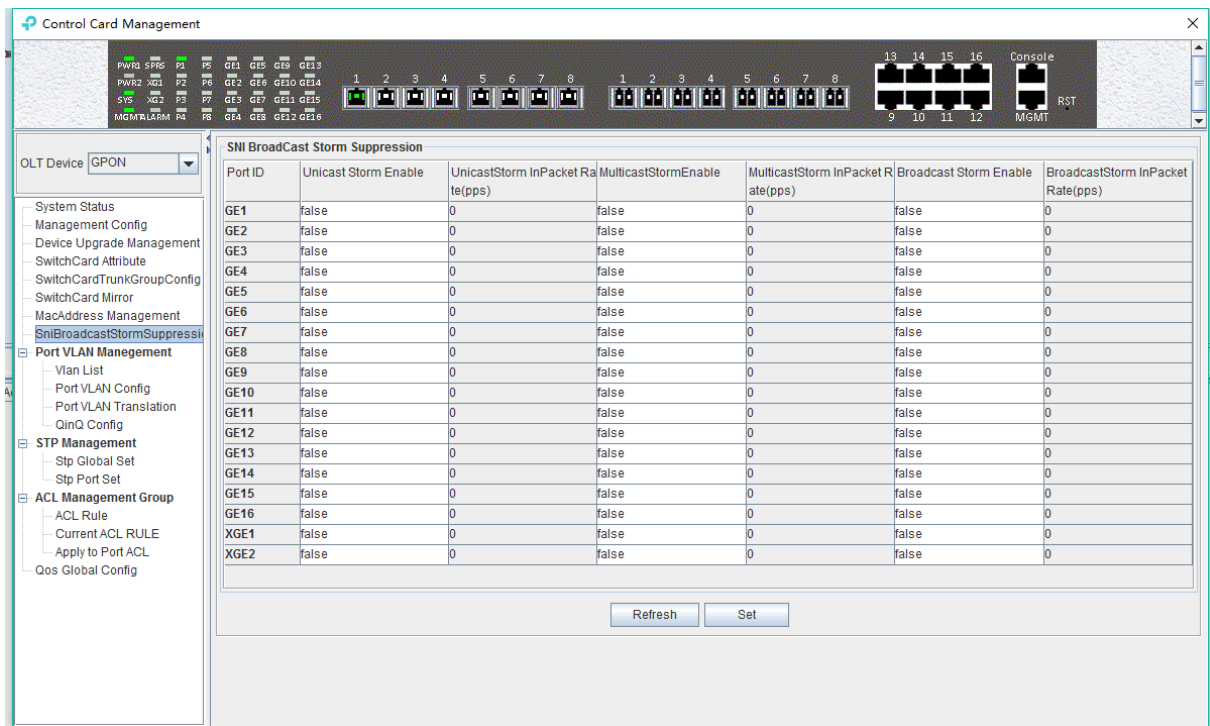 Control Card Management
PWR1 SPRS P1 P5 GE1 GE5 GE9 GE13
PWR2 XG1 P2 P6 GE2 GE6 GE10 GE14
SYS XG2 P3 P7 GE3 GE7 GE11 GE15
MGMT ALARM P4 P8 GE4 GE8 GE12 GE16
1 2 3 4 5 6 7 8
1 2 3 4 5 6 7 8
13 14 15 16 Console
RST
9 10 11 12 MGMT
OLT Device GPON
System Status
Management Config
Device Upgrade Management
SwitchCard Attribute
SwitchCardTrunkGroupConfig
SwitchCard Mirror
MacAddress Management
SniBroadcastStormSuppressi
Port VLAN Manegement
Vlan List
Port VLAN Config
Port VLAN Translation
QinQ Config
STP Management
Stp Global Set
Stp Port Set
ACL Management Group
ACL Rule
Current ACL RULE
Apply to Port ACL
Qos Global Config
SNI BroadCast Storm Suppression
Port ID Unicast Storm Enable UnicastStorm InPacket Ra MulticastStormEnable MulticastStorm InPacket R Broadcast Storm Enable BroadcastStorm InPacket
te(pps) ate(pps) Rate(pps)
GE1 false 0 false 0 false 0
GE2 false 0 false 0 false 0
GE3 false 0 false 0 false 0
GE4 false 0 false 0 false 0
GE5 false 0 false 0 false 0
GE6 false 0 false 0 false 0
GE7 false 0 false 0 false 0
GE8 false 0 false 0 false 0
GE9 false 0 false 0 false 0
GE10 false 0 false 0 false 0
GE11 false 0 false 0 false 0
GE12 false 0 false 0 false 0
GE13 false 0 false 0 false 0
GE14 false 0 false 0 false 0
GE15 false 0 false 0 false 0
GE16 false 0 false 0 false 0
XGE1 false 0 false 0 false 0
XGE2 false 0 false 0 false 0
Refresh Set